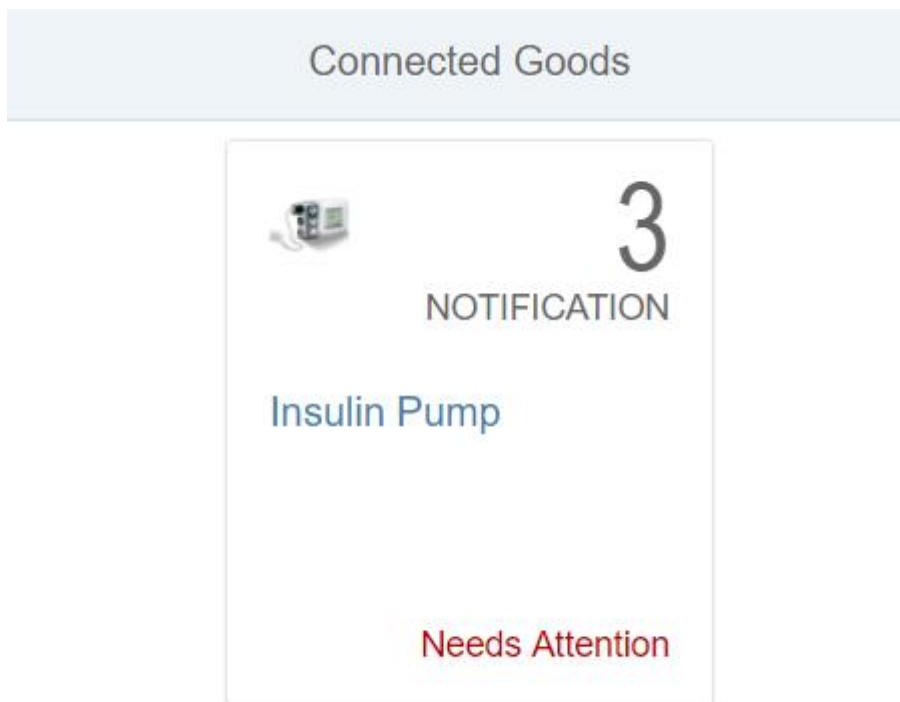 Connected Goods
3
NOTIFICATION
Insulin Pump
Needs Attention